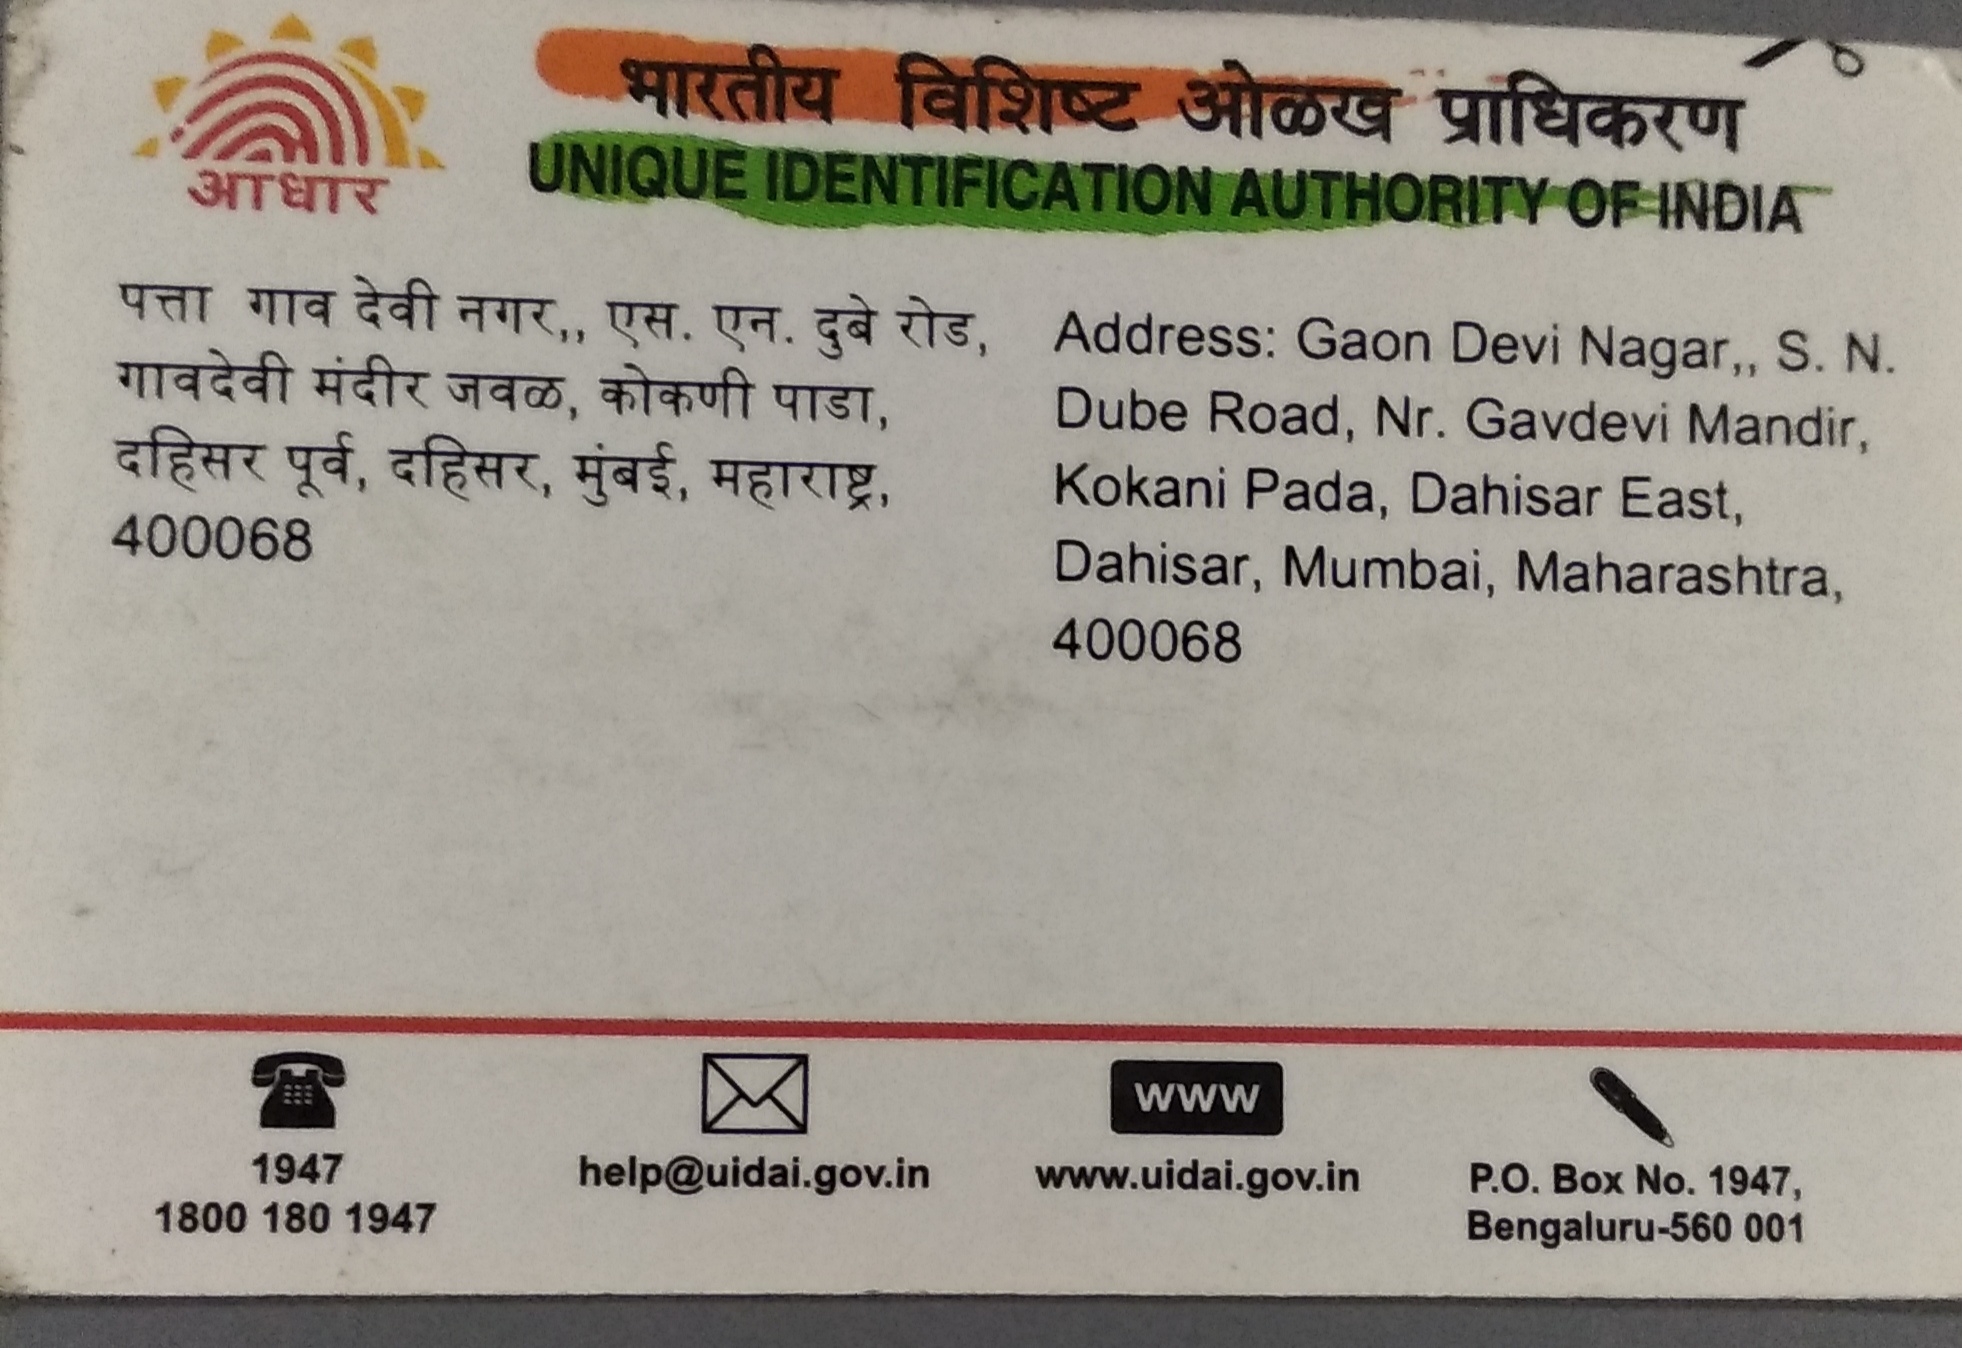 आधार
भारतीय विशिष्ट ओळख प्राधिकरण
UNIQUE IDENTIFICATION AUTHORITY OF INDIA
पत्ता गाव देवी नगर,, एस. एन. दुबे रोड,
गावदेवी मंदीर जवळ, कोकणी पाडा,
दहिसर पूर्व, दहिसर, मुंबई, महाराष्ट्र,
400068
Address: Gaon Devi Nagar,, S. N.
Dube Road, Nr. Gavdevi Mandir,
Kokani Pada, Dahisar East,
Dahisar, Mumbai, Maharashtra,
400068
1947
1800 180 1947
help@uidai.gov.in
www
www.uidai.gov.in
P.O. Box No. 1947,
Bengaluru-560 001